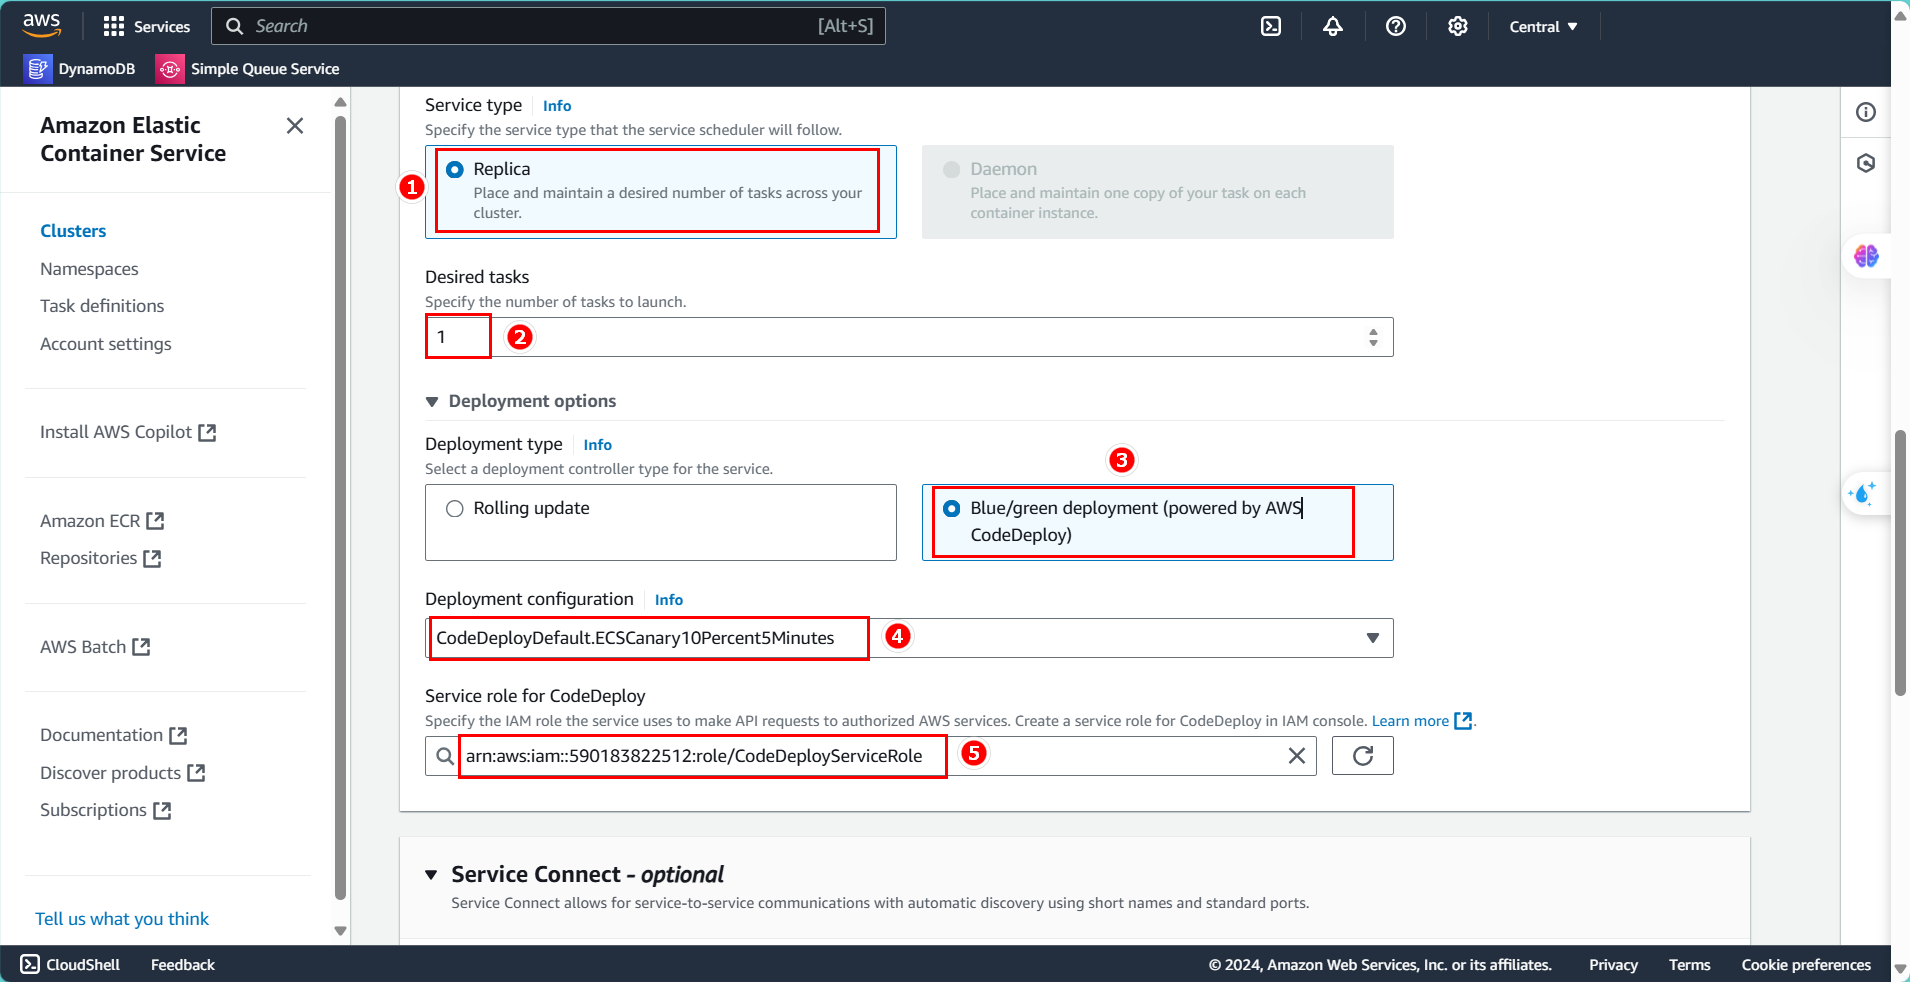 aws
Services
Search
[Alt+S]
Central ▼
DynamoDB
Simple Queue Service
Amazon Elastic
Container Service
Clusters
Namespaces
Task definitions
Account settings
Install AWS Copilot
Amazon ECR
Repositories
AWS Batch
Documentation
Discover products
Subscriptions
Tell us what you think
Service type
Info
Specify the service type that the service scheduler will follow.
1
Replica
Place and maintain a desired number of tasks across your
cluster.
Daemon
Place and maintain one copy of your task on each
container instance.
Desired tasks
Specify the number of tasks to launch.
1
2
Deployment options
Deployment type
Info
Select a deployment controller type for the service.
3
Rolling update
Blue/green deployment (powered by AWS
CodeDeploy)
Deployment configuration
Info
CodeDeployDefault.ECSCanary10Percent5Minutes
4
Service role for CodeDeploy
Specify the IAM role the service uses to make API requests to authorized AWS services. Create a service role for CodeDeploy in IAM console. Learn more.
arn:aws:iam::590183822512:role/CodeDeployServiceRole
5
Service Connect - optional
Service Connect allows for service-to-service communications with automatic discovery using short names and standard ports.
CloudShell
Feedback
© 2024, Amazon Web Services, Inc. or its affiliates.
Privacy
Terms
Cookie preferences